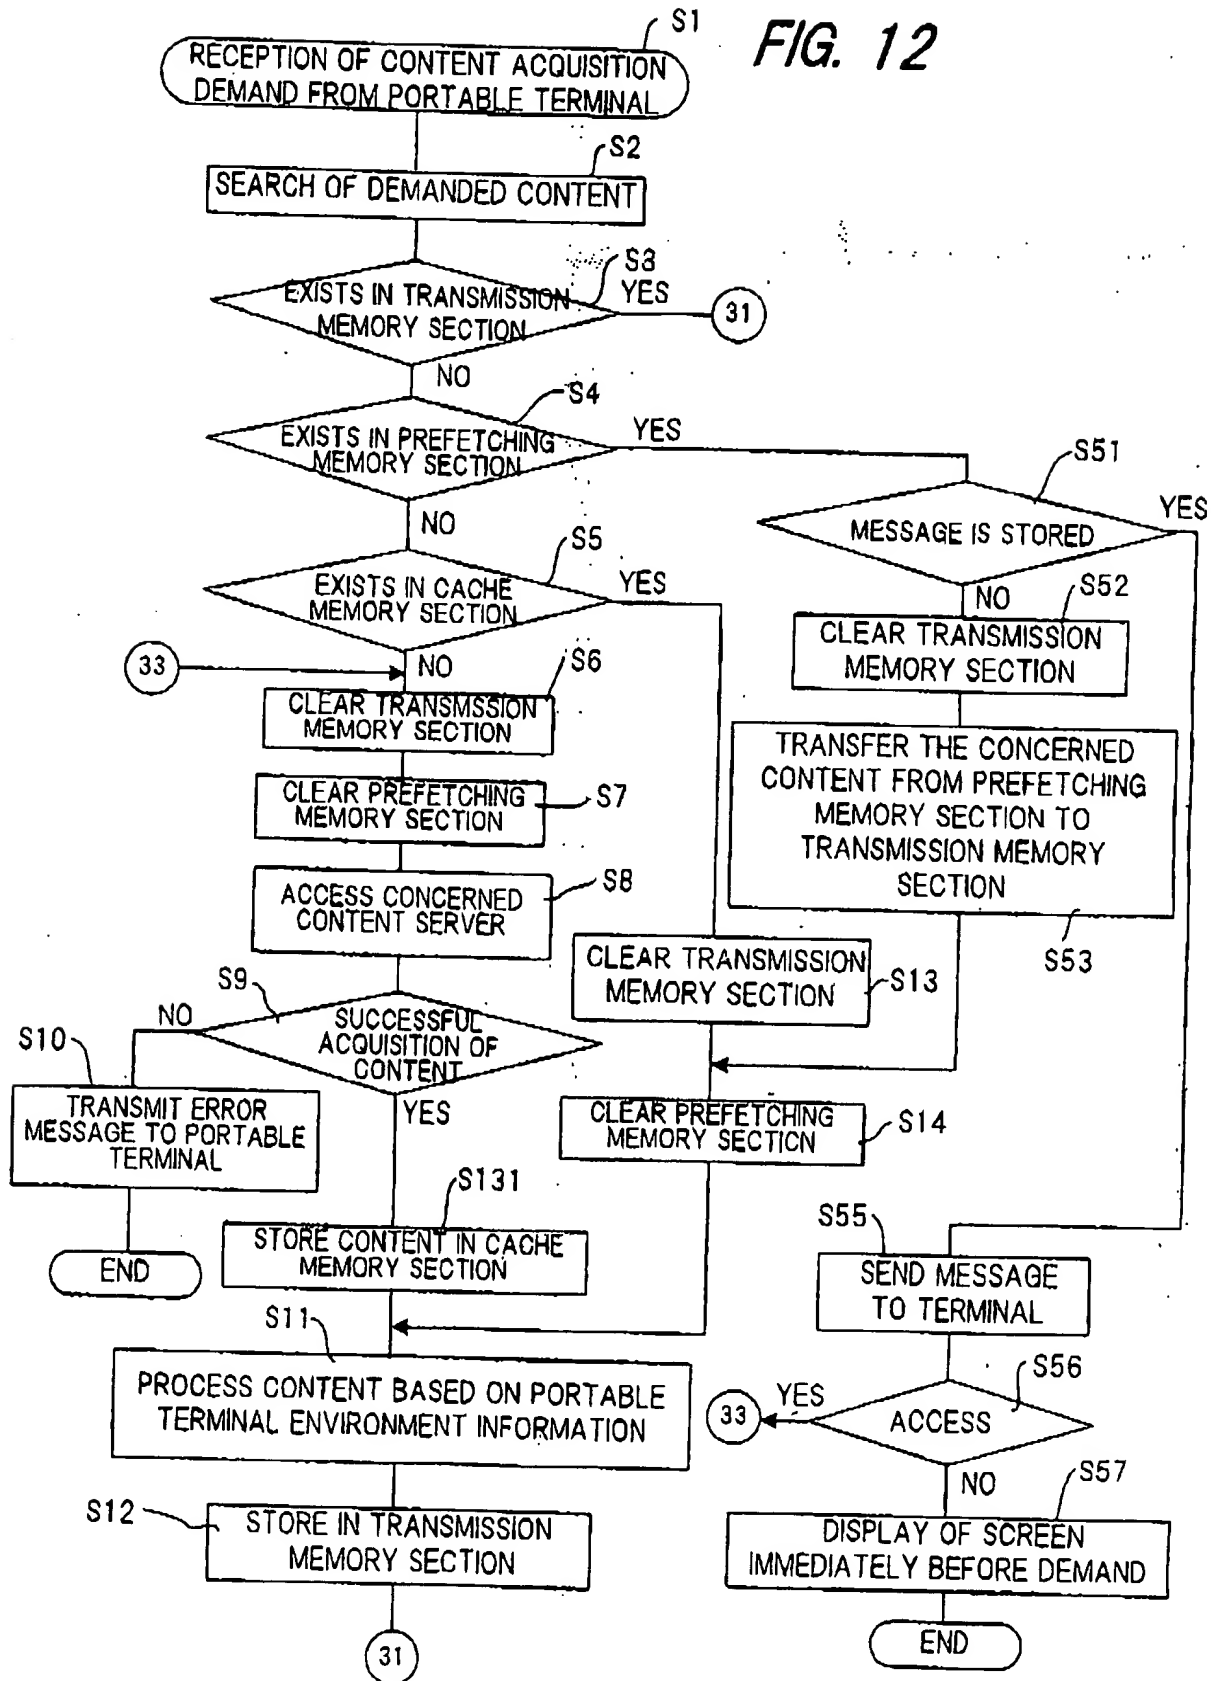 FIG. 12
S1
RECEPTION OF CONTENT ACQUISITION
DEMAND FROM PORTABLE TERMINAL
S2
SEARCH OF DEMANDED CONTENT
S3
EXISTS IN TRANSMISSION
MEMORY SECTION
YES
31
NO
S4
EXISTS IN PREFETCHING
MEMORY SECTION
YES
S51
MESSAGE IS STORED
YES
NO
NO
S5
EXISTS IN CACHE
MEMORY SECTION
YES
S52
CLEAR TRANSMISSION
MEMORY SECTION
33
NO
S6
CLEAR TRANSMSSION
MEMORY SECTION
TRANSFER THE CONCERNED
CONTENT FROM PREFETCHING
MEMORY SECTION TO
TRANSMISSION MEMORY
SECTION
S53
CLEAR PREFETCHING
MEMORY SECTION
S7
ACCESS CONCERNED
CONTENT SERVER
S8
CLEAR TRANSMISSION
MEMORY SECTION
S13
S9
NO
SUCCESSFUL
ACQUISITION OF
CONTENT
YES
S10
TRANSMIT ERROR
MESSAGE TO PORTABLE
TERMINAL
END
CLEAR PREFETCHING
MEMORY SECTION
S14
S131
STORE CONTENT IN CACHE
MEMORY SECTION
S55
SEND MESSAGE
TO TERMINAL
S11
PROCESS CONTENT BASED ON PORTABLE
TERMINAL ENVIRONMENT INFORMATION
S56
33
YES
ACCESS
NO
S12
STORE IN TRANSMISSION
MEMORY SECTION
31
S57
DISPLAY OF SCREEN
IMMEDIATELY BEFORE DEMAND
END